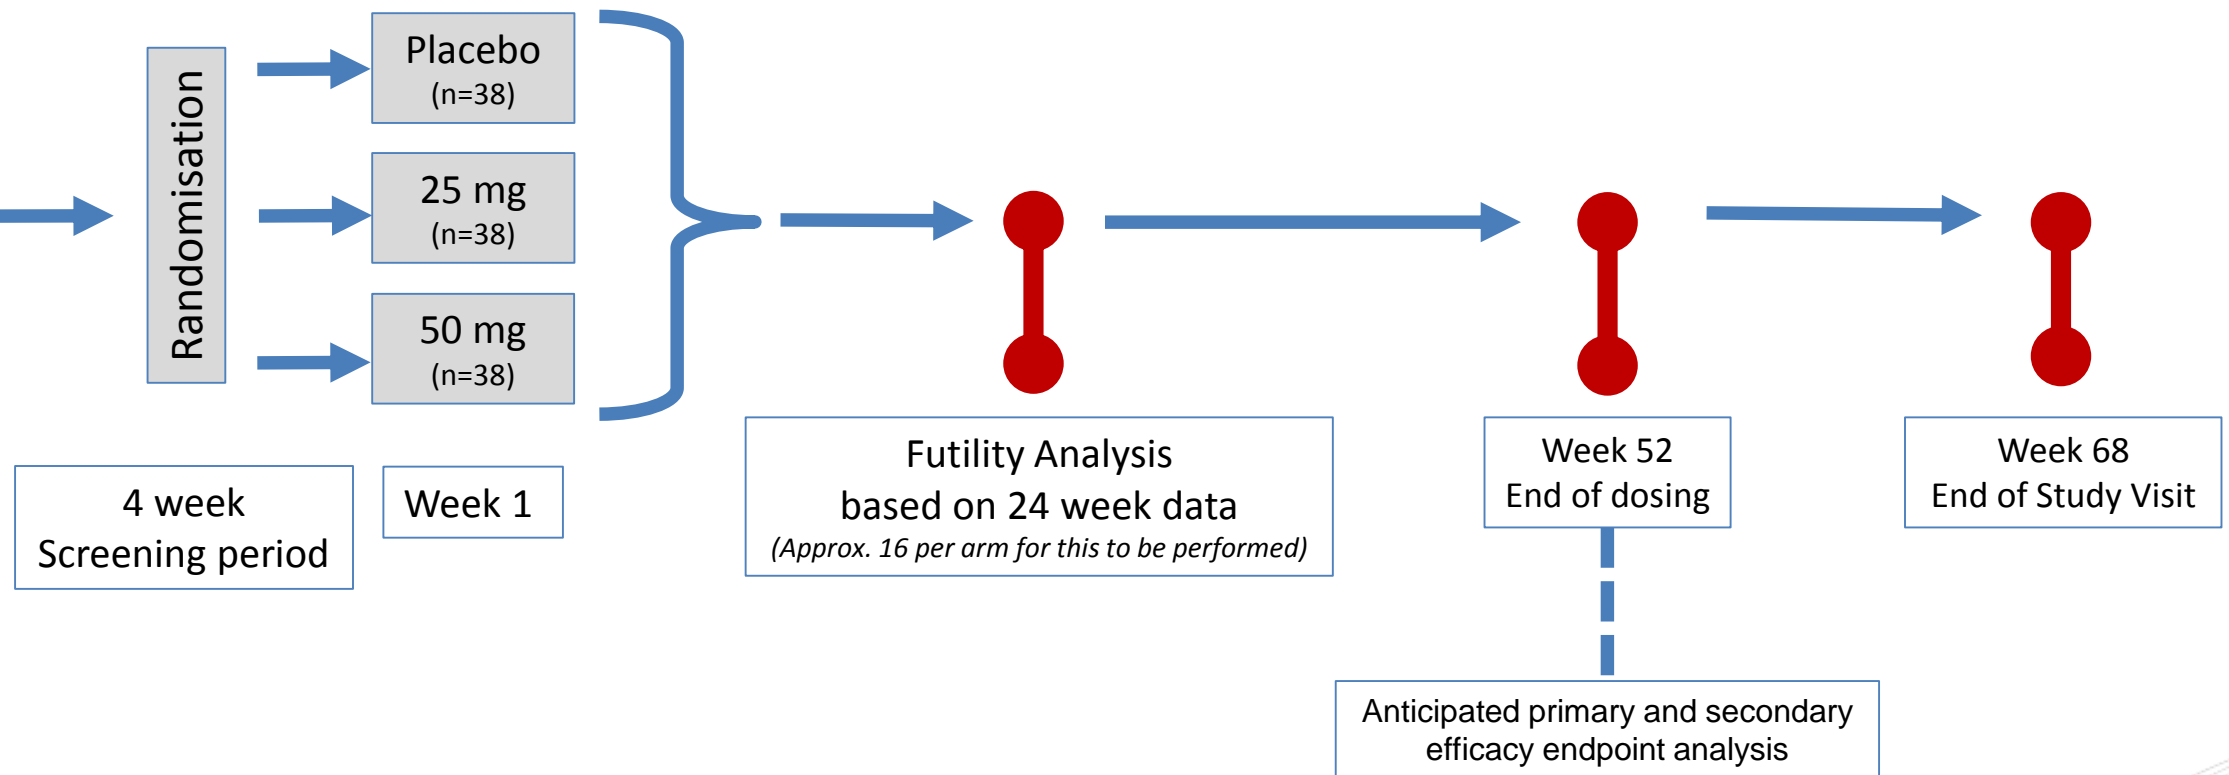 Randomisation
Placebo
(n=38)
25 mg
(n=38)
50 mg
(n=38)
4 week
Screening period
Week 1
Futility Analysis
based on 24 week data
(Approx. 16 per arm for this to be performed)
Week 52
End of dosing
Week 68
End of Study Visit
Anticipated primary and secondary
efficacy endpoint analysis